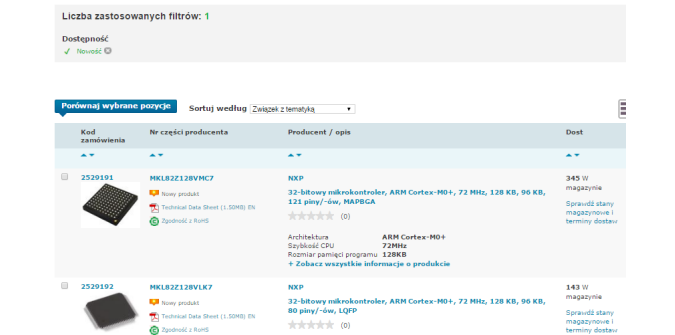 Liczba zastosowanych filtrów: 1
Dostępność
Nowość
Porównaj wybrane pozycje
Sortuj według Związek z tematyką
Kod zamówienia
Nr części producenta
Producent / opis
Dost
2529191
MKL82Z128VMC7
Nowy produkt
Technical Data Sheet (1.50MB) EN
Zgodność z RoHS
NXP
32-bitowy mikrokontroler, ARM Cortex-M0+, 72 MHz, 128 KB, 96 KB,
121 piny/-ów, MAPBGA
(0)
Architektura ARM Cortex-M0+
Szybkość CPU 72MHz
Rozmiar pamięci programu 128KB
+ Zobacz wszystkie informacje o produkcie
345 W
magazynie
Sprawdź stany
magazynowe i
terminy dostaw
2529192
MKL82Z128VLK7
Nowy produkt
Technical Data Sheet (1.50MB) EN
Zgodność z RoHS
NXP
32-bitowy mikrokontroler, ARM Cortex-M0+, 72 MHz, 128 KB, 96 KB,
80 piny/-ów, LQFP
(0)
143 W
magazynie
Sprawdź stany
magazynowe i
terminy dostaw